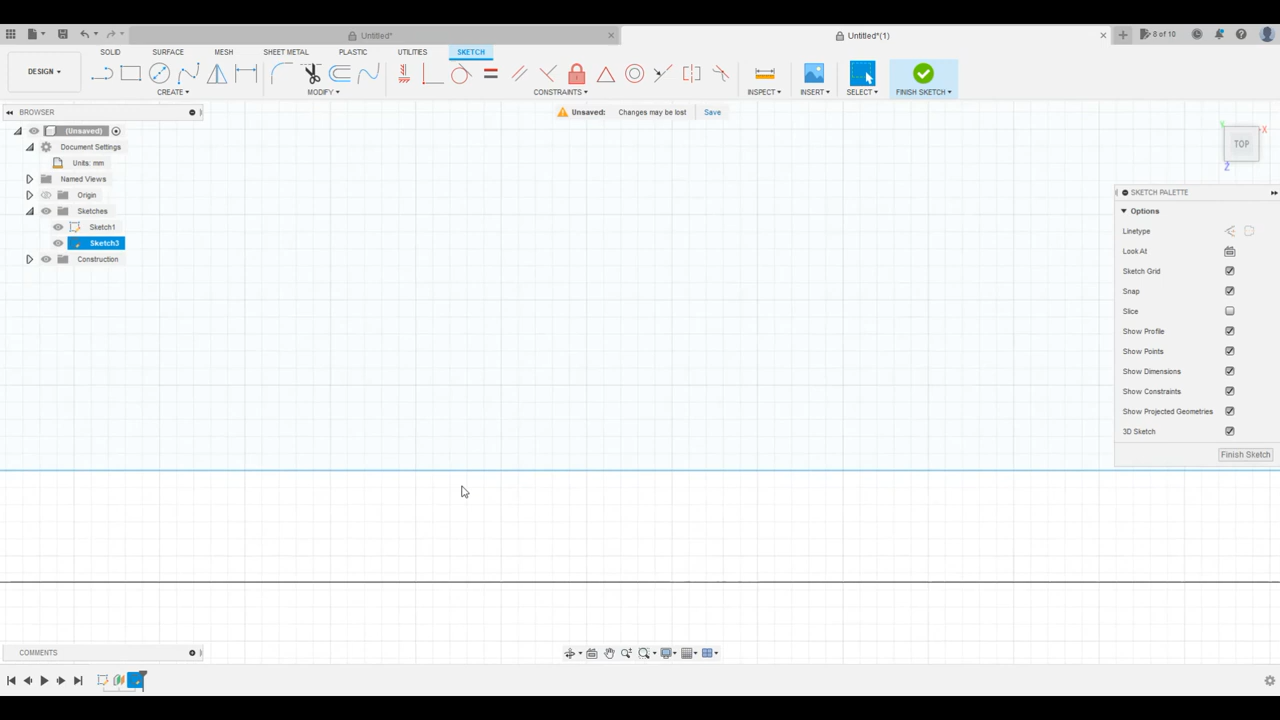 Untitled*
Untitled*(1)
8 of 10
SOLID SURFACE MESH SHEET METAL PLASTIC UTILITIES SKETCH
DESIGN
CREATE MODIFY CONSTRAINTS INSPECT INSERT SELECT FINISH SKETCH
BROWSER
Unsaved: Changes may be lost Save
(Unsaved)
Document Settings
Units: mm
Named Views
Origin
Sketches
Sketch1
Sketch3
Construction
Y
X
TOP
Z
SKETCH PALETTE
Options
Linetype
Look At
Sketch Grid
Snap
Slice
Show Profile
Show Points
Show Dimensions
Show Constraints
Show Projected Geometries
3D Sketch
Finish Sketch
COMMENTS